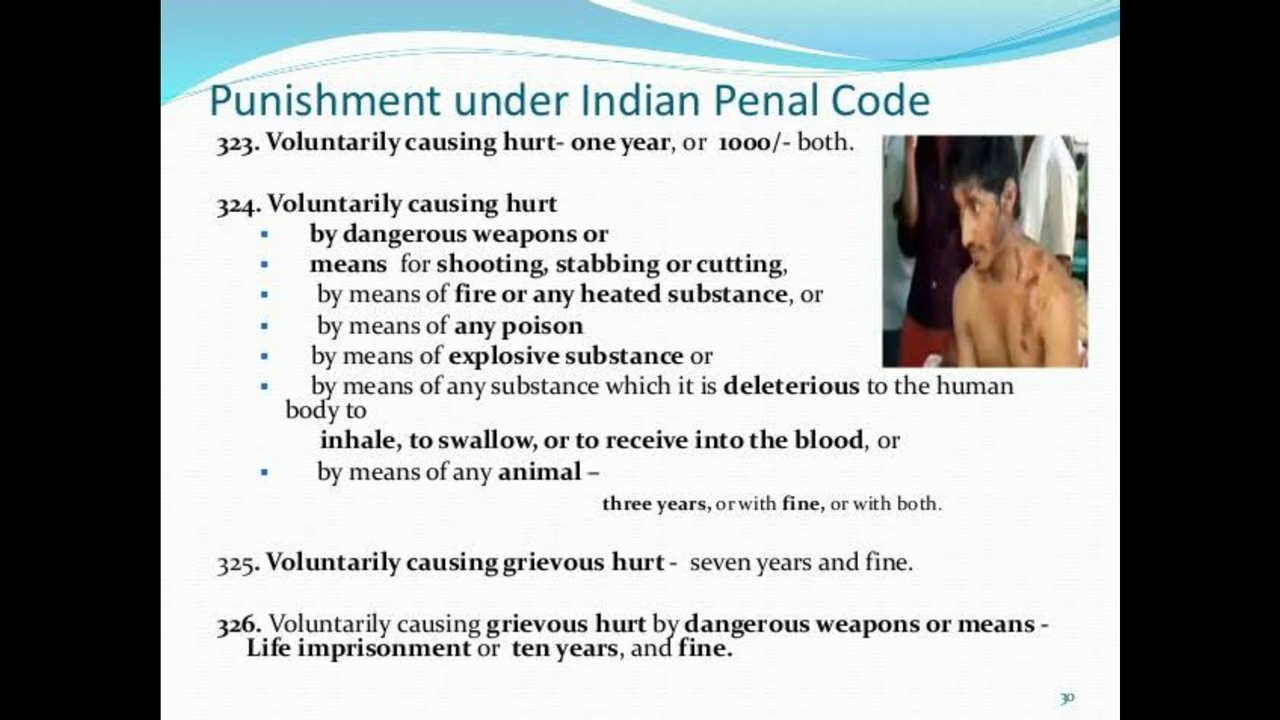 Punishment under Indian Penal Code
323. Voluntarily causing hurt- one year, or 1000/- both.
324. Voluntarily causing hurt
▪ by dangerous weapons or
▪ means for shooting, stabbing or cutting,
▪ by means of fire or any heated substance, or
▪ by means of any poison
▪ by means of explosive substance or
▪ by means of any substance which it is deleterious to the human
body to
inhale, to swallow, or to receive into the blood, or
▪ by means of any animal –
three years, or with fine, or with both.
325. Voluntarily causing grievous hurt - seven years and fine.
326. Voluntarily causing grievous hurt by dangerous weapons or means -
Life imprisonment or ten years, and fine.
30